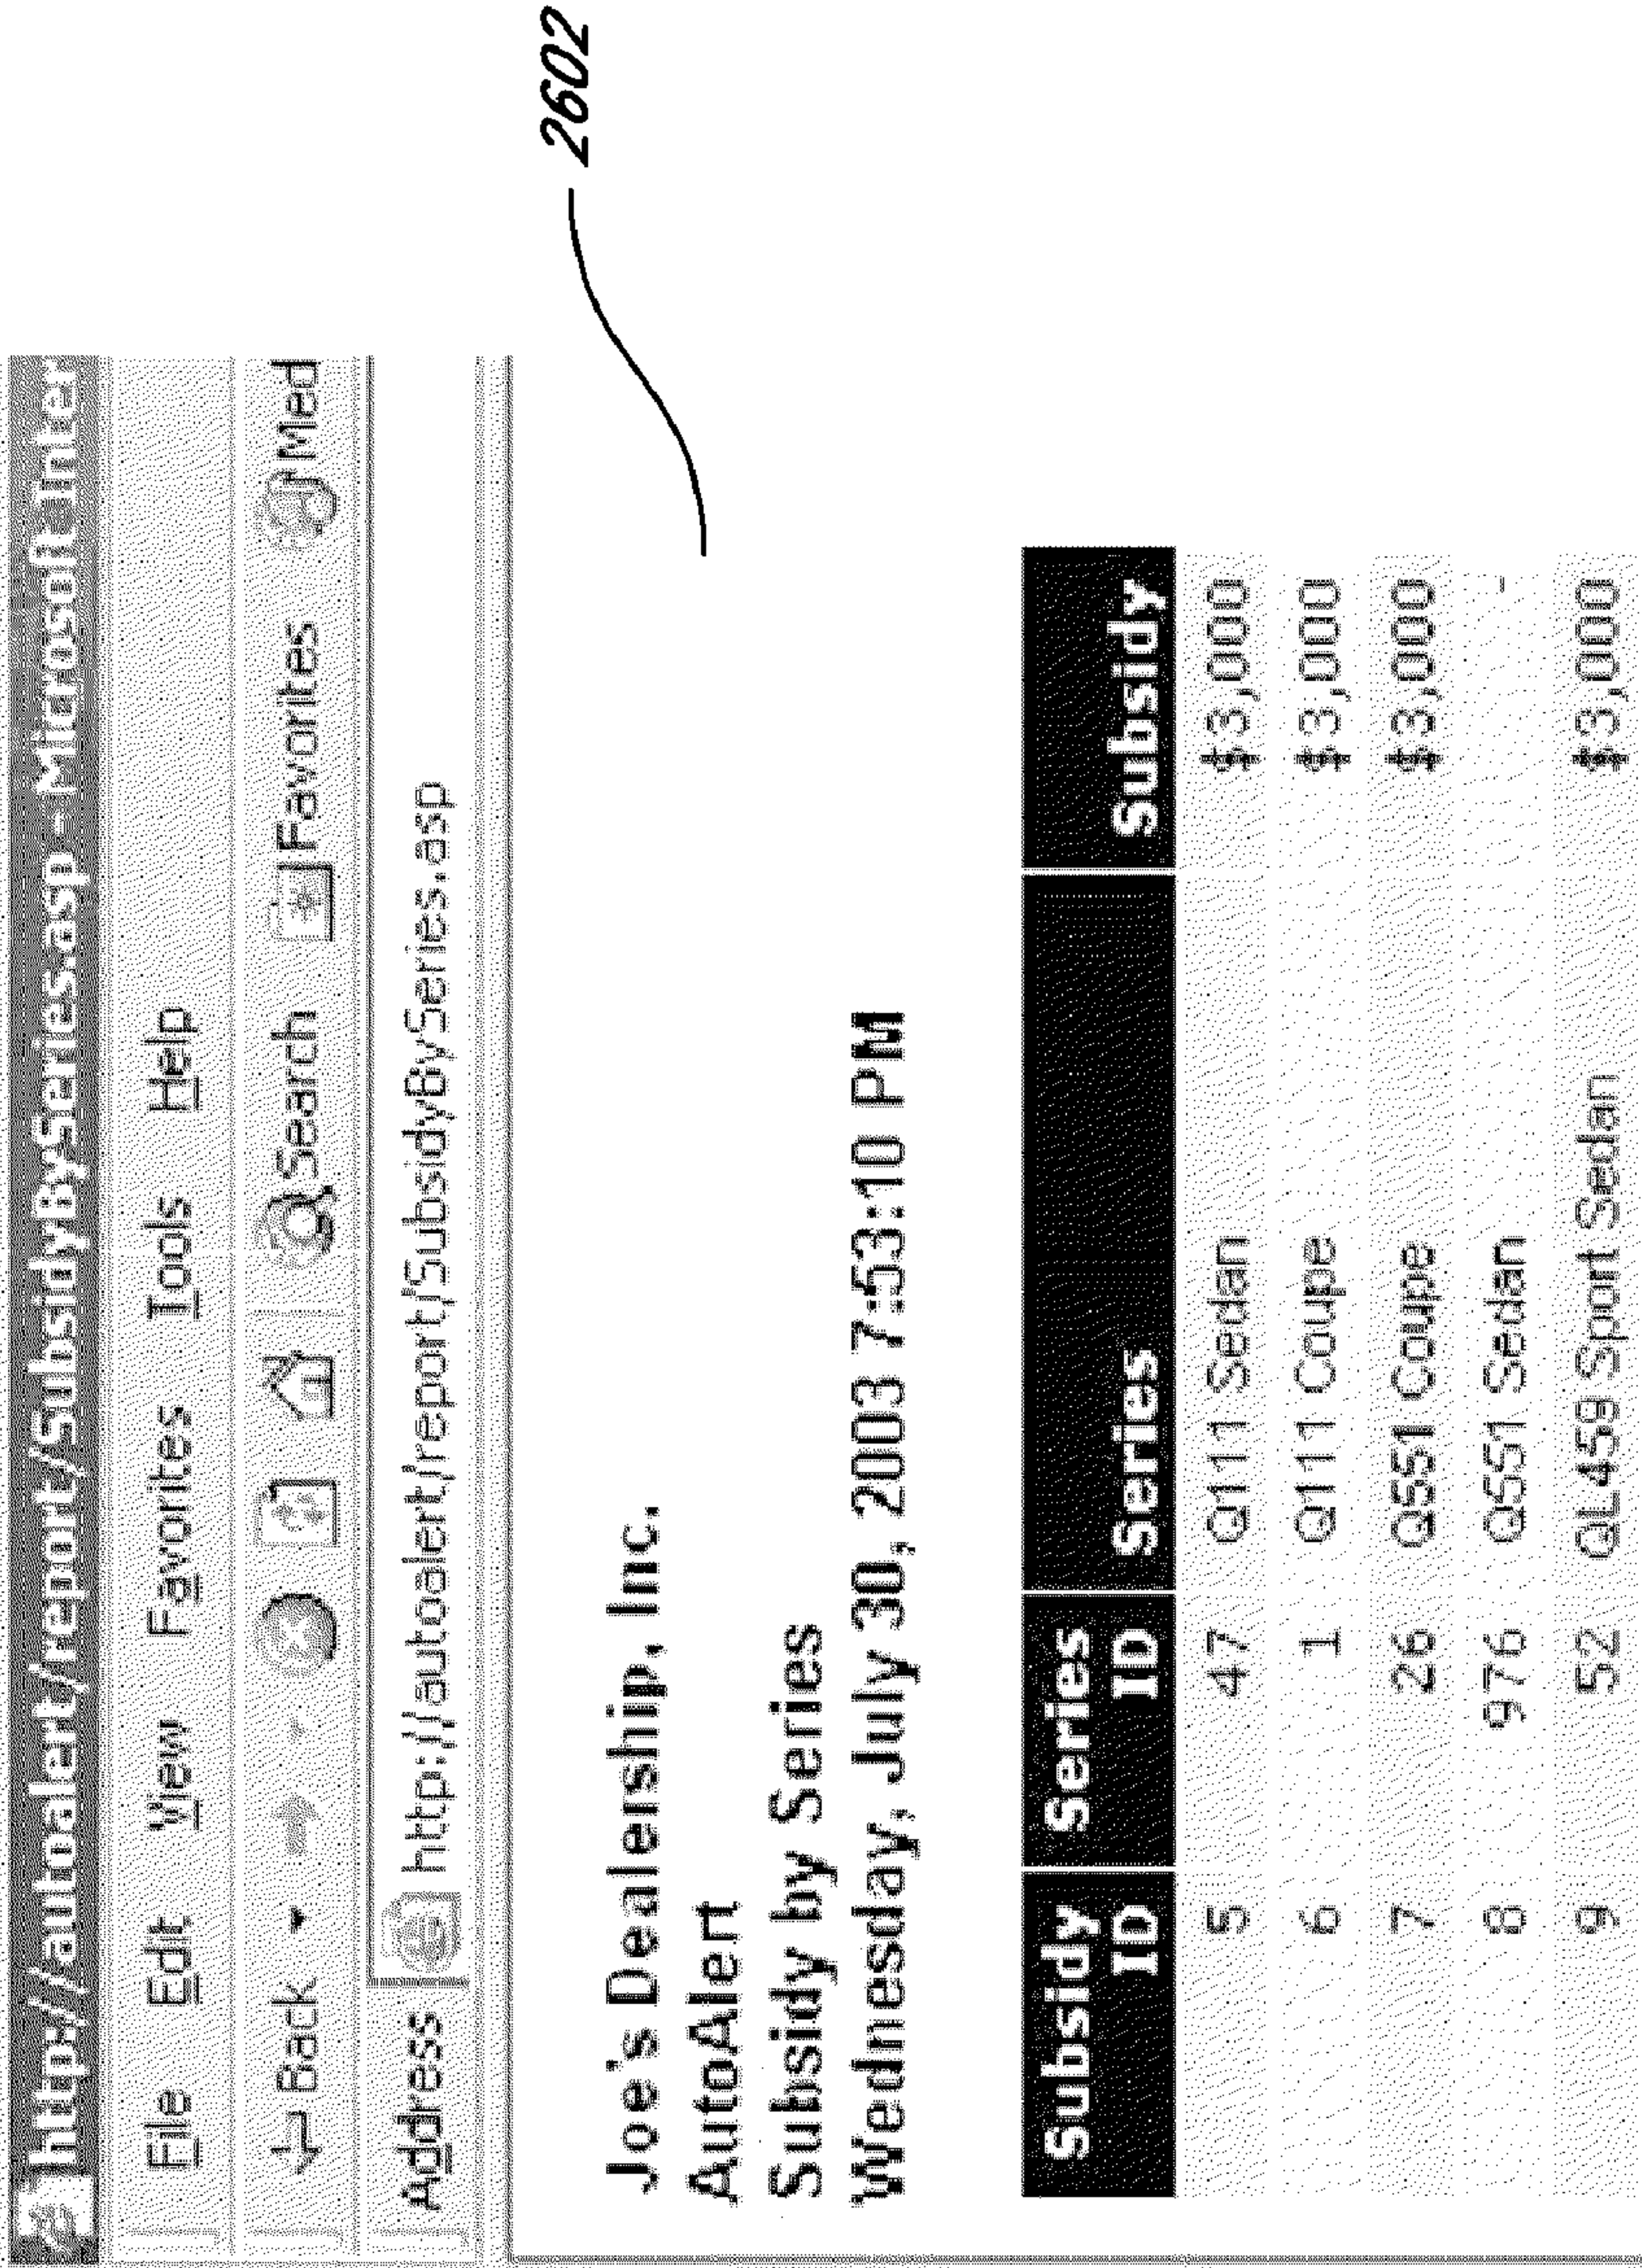 http://autoalert/report/SubsidyBySeries.asp - Microsoft Inter
File Edit View Favorites Tools Help
Back Search Favorites Med
Address http://autoalert/report/SubsidyBySeries.asp
2602
Joe's Dealership, Inc.
AutoAlert
Subsidy by Series
Wednesday, July 30, 2003 7:53:10 PM
Subsidy ID Series ID Series Subsidy
5 47 Q111 Sedan $3,000
6 1 Q111 Coupe $3,000
7 26 Q551 Coupe $3,000
8 976 Q551 Sedan -
9 52 QL459 Sport Sedan $3,000